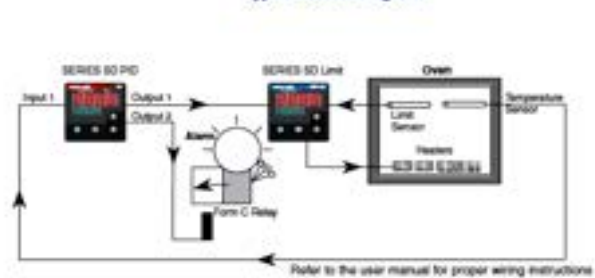 SERIES SD PID
SERIES SD Limit
Oven
Input 1
Output 1
Output 2
Temperature
Sensor
Limit
Sensor
Alarm
Heaters
Form C Relay
Refer to the user manual for proper wiring instructions